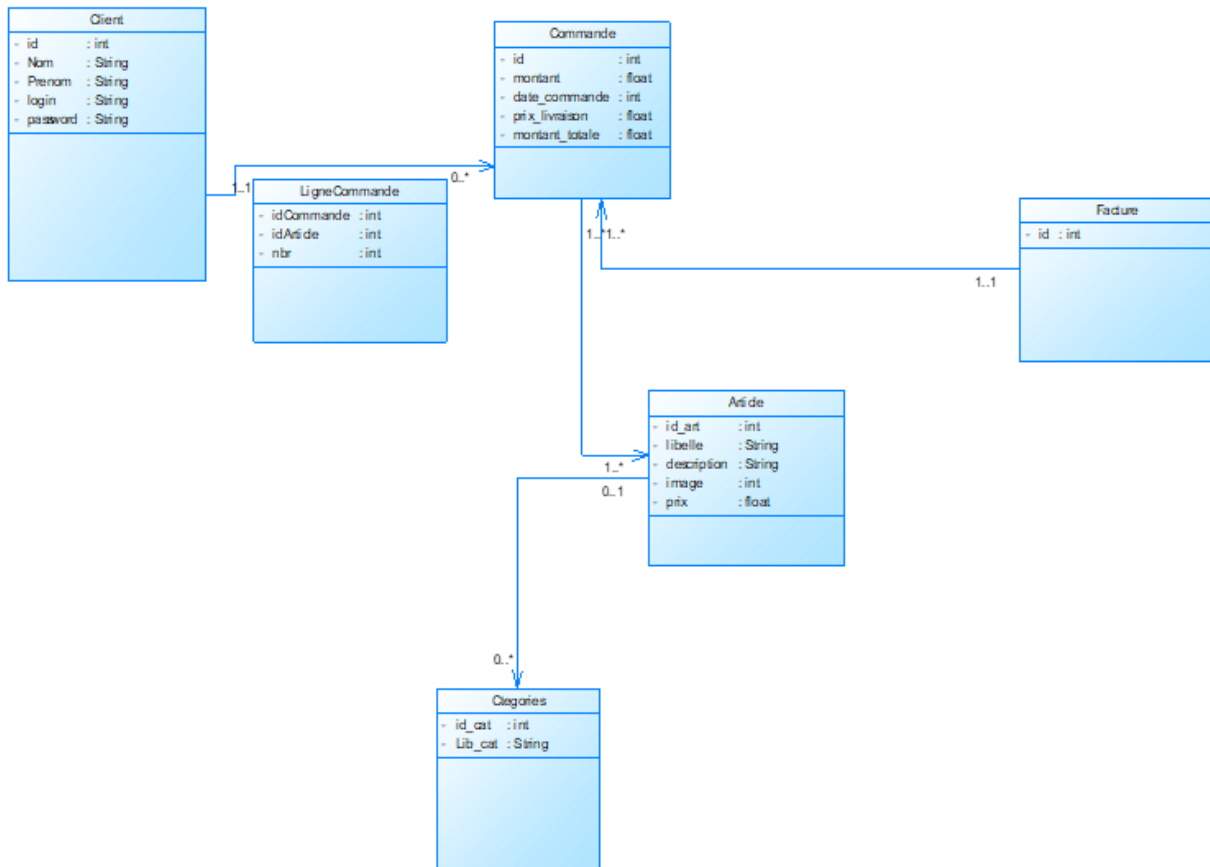 Client
- id : int
- Nom : String
- Prenom : String
- login : String
- password : String
1..1
0..*
Commande
- id : int
- montant : float
- date_commande : int
- prix_livraison : float
- montant_totale : float
LigneCommande
- idCommande : int
- idArticle : int
- nbr : int
1..*1..*
Facture
- id : int
1..1
Article
- id_art : int
- libelle : String
- description : String
- image : int
- prix : float
1..*
0..1
0..*
Ctegories
- id_cat : int
- Lib_cat : String